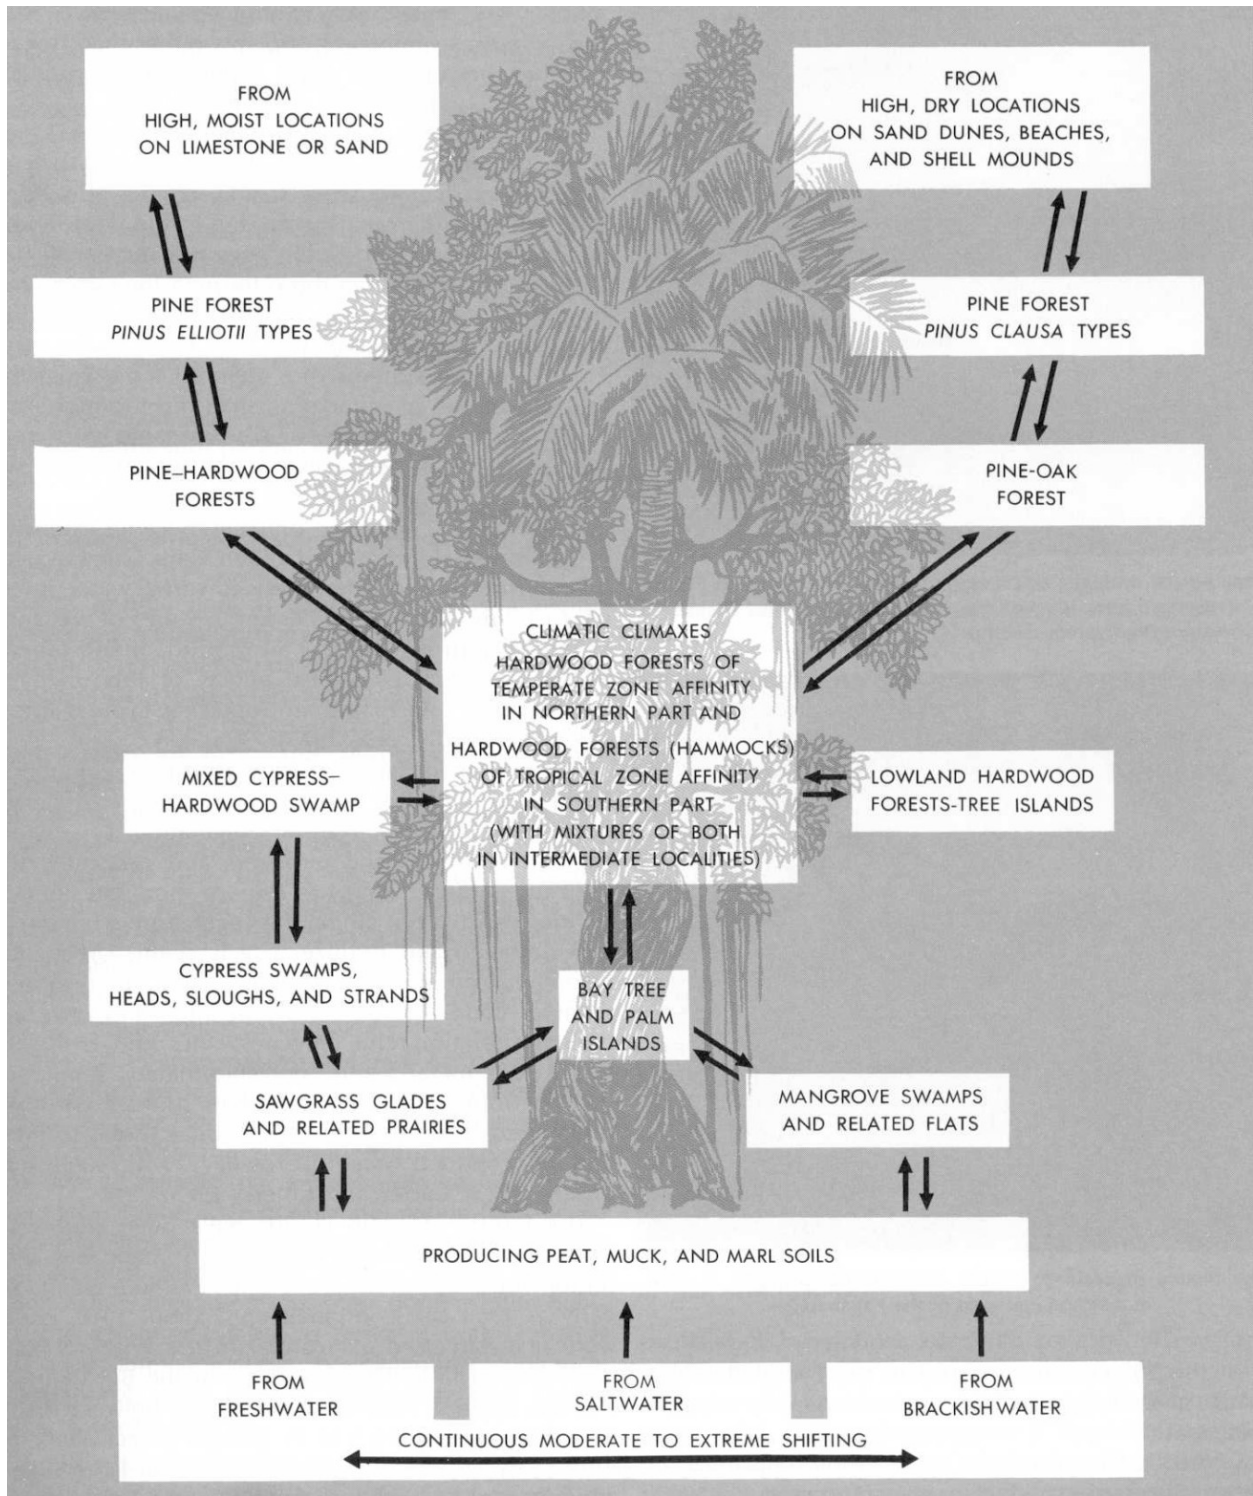 FROM
HIGH, MOIST LOCATIONS
ON LIMESTONE OR SAND
FROM
HIGH, DRY LOCATIONS
ON SAND DUNES, BEACHES,
AND SHELL MOUNDS
PINE FOREST
PINUS ELLIOTII TYPES
PINE FOREST
PINUS CLAUSA TYPES
PINE–HARDWOOD
FORESTS
PINE-OAK
FOREST
CLIMATIC CLIMAXES
HARDWOOD FORESTS OF
TEMPERATE ZONE AFFINITY
IN NORTHERN PART AND
HARDWOOD FORESTS (HAMMOCKS)
OF TROPICAL ZONE AFFINITY
IN SOUTHERN PART
(WITH MIXTURES OF BOTH
IN INTERMEDIATE LOCALITIES)
MIXED CYPRESS–
HARDWOOD SWAMP
LOWLAND HARDWOOD
FORESTS-TREE ISLANDS
CYPRESS SWAMPS,
HEADS, SLOUGHS, AND STRANDS
BAY TREE
AND PALM
ISLANDS
SAWGRASS GLADES
AND RELATED PRAIRIES
MANGROVE SWAMPS
AND RELATED FLATS
PRODUCING PEAT, MUCK, AND MARL SOILS
FROM
FRESHWATER
FROM
SALTWATER
FROM
BRACKISHWATER
CONTINUOUS MODERATE TO EXTREME SHIFTING